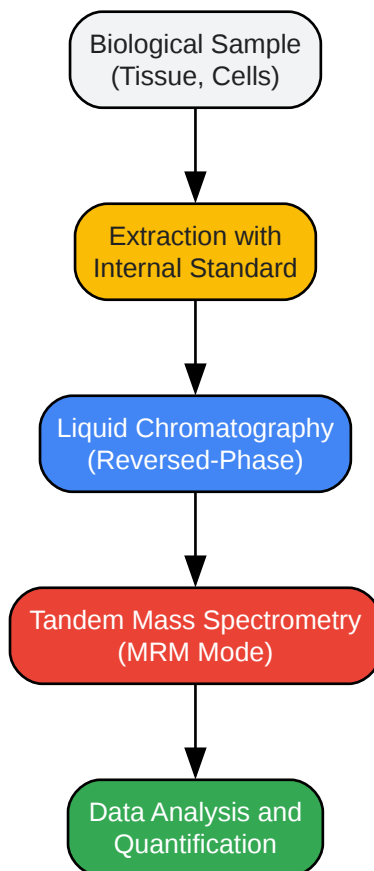 Biological Sample
(Tissue, Cells)
Extraction with
Internal Standard
Liquid Chromatography
(Reversed-Phase)
Tandem Mass Spectrometry
(MRM Mode)
Data Analysis and
Quantification